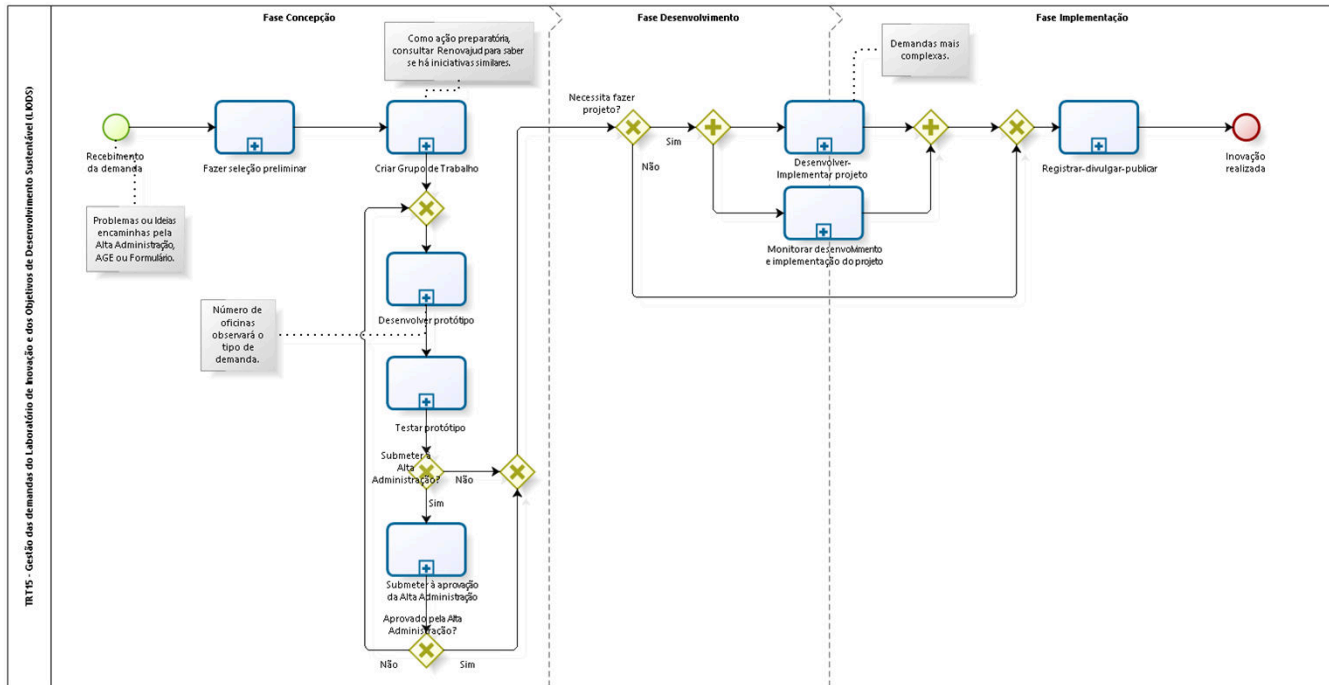 TRT15 - Gestão das demandas do Laboratório de Inovação e dos Objetivos de Desenvolvimento Sustentável (LIODS)
Fase Concepção
Fase Desenvolvimento
Fase Implementação
Como ação preparatória,
consultar Renovajud para saber
se há iniciativas similares.
Demandas mais
complexas.
Recebimento
da demanda
Fazer seleção preliminar
Criar Grupo de Trabalho
Necessita fazer
projeto?
Sim
Não
Desenvolver-
Implementar projeto
Registrar-divulgar-publicar
Inovação
realizada
Problemas ou Ideias
encaminhas pela
Alta Administração,
AGE ou Formulário.
Monitorar desenvolvimento
e implementação do projeto
Desenvolver protótipo
Número de
oficinas
observará o
tipo de
demanda.
Testar protótipo
Submeter à
Alta
Administração?
Não
Sim
Submeter à aprovação
da Alta Administração
Aprovado pela Alta
Administração?
Não
Sim